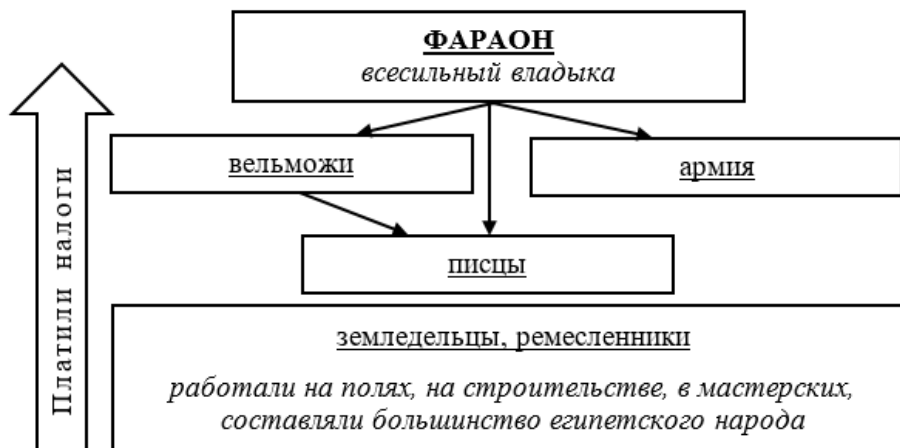 ФАРАОН
всесильный владыка
вельможи
армия
писцы
земледельцы, ремесленники
работали на полях, на строительстве, в мастерских,
составляли большинство египетского народа
Платили налоги